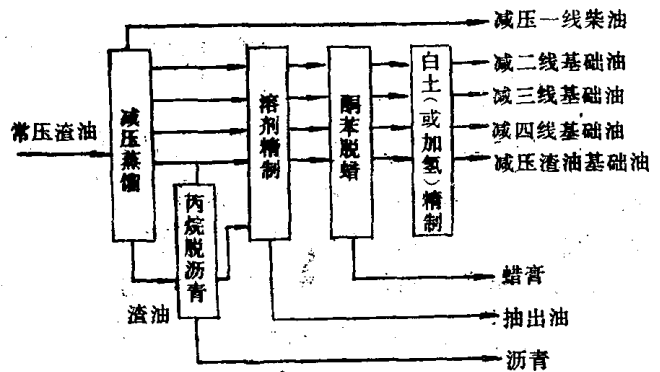 减压一线柴油
减二线基础油
减三线基础油
减四线基础油
减压渣油基础油
常压渣油
减压蒸馏
溶剂精制
酮苯脱蜡
白土(或加氢)精制
丙烷脱沥青
渣油
蜡膏
抽出油
沥青